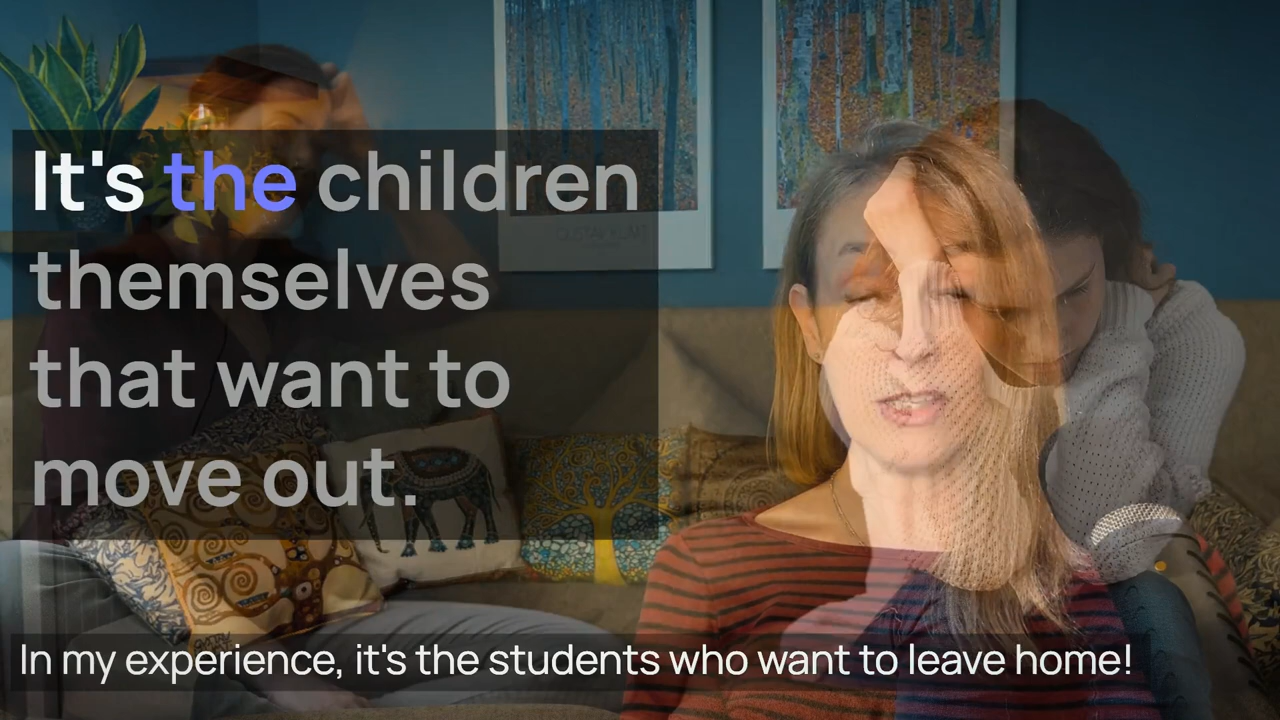 It's the children
themselves
that want to
move out.
In my experience, it's the students who want to leave home!